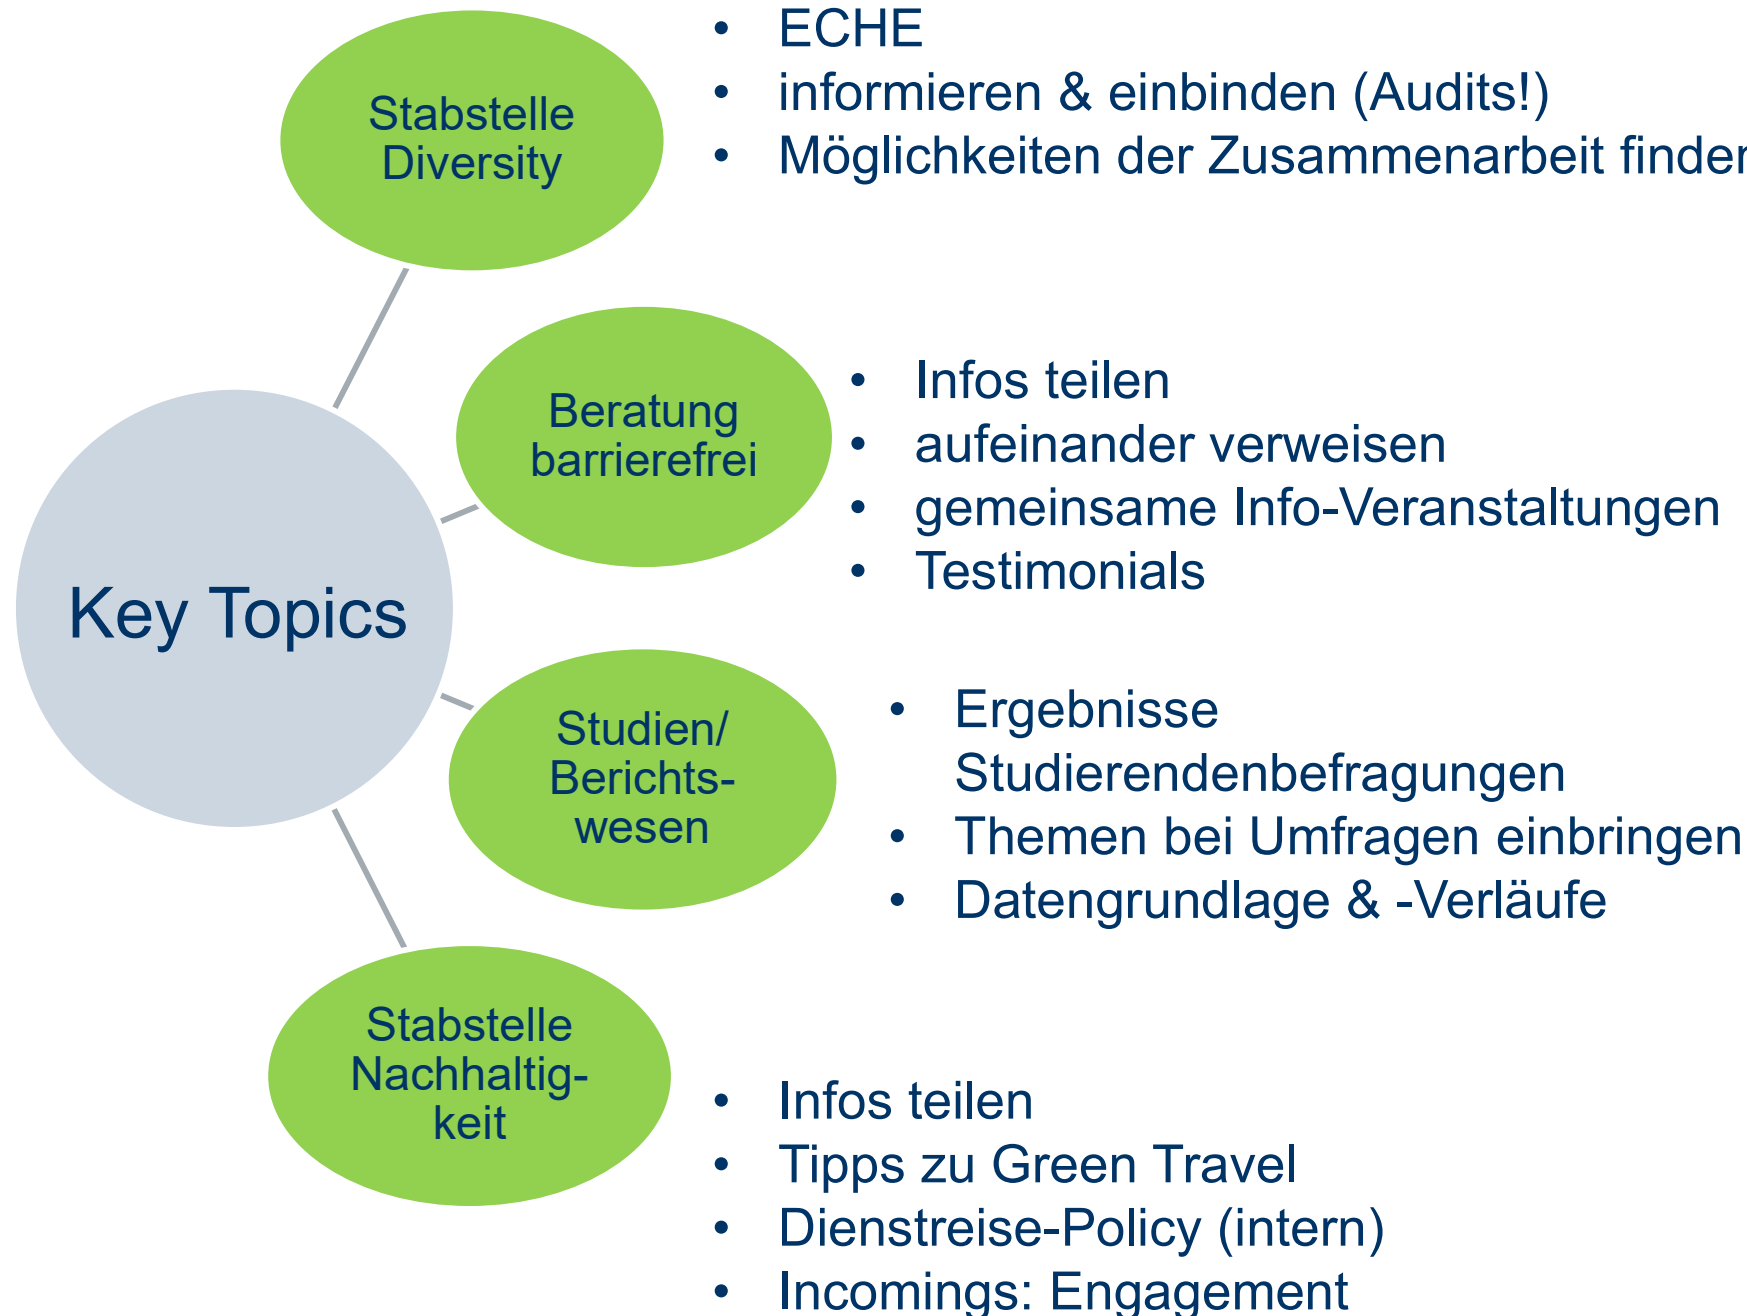 Key Topics
Stabstelle
Diversity
• ECHE
• informieren & einbinden (Audits!)
• Möglichkeiten der Zusammenarbeit finden
Beratung
barrierefrei
• Infos teilen
• aufeinander verweisen
• gemeinsame Info-Veranstaltungen
• Testimonials
Studien/
Berichts-
wesen
• Ergebnisse
Studierendenbefragungen
• Themen bei Umfragen einbringen
• Datengrundlage & -Verläufe
Stabstelle
Nachhaltig-
keit
• Infos teilen
• Tipps zu Green Travel
• Dienstreise-Policy (intern)
• Incomings: Engagement